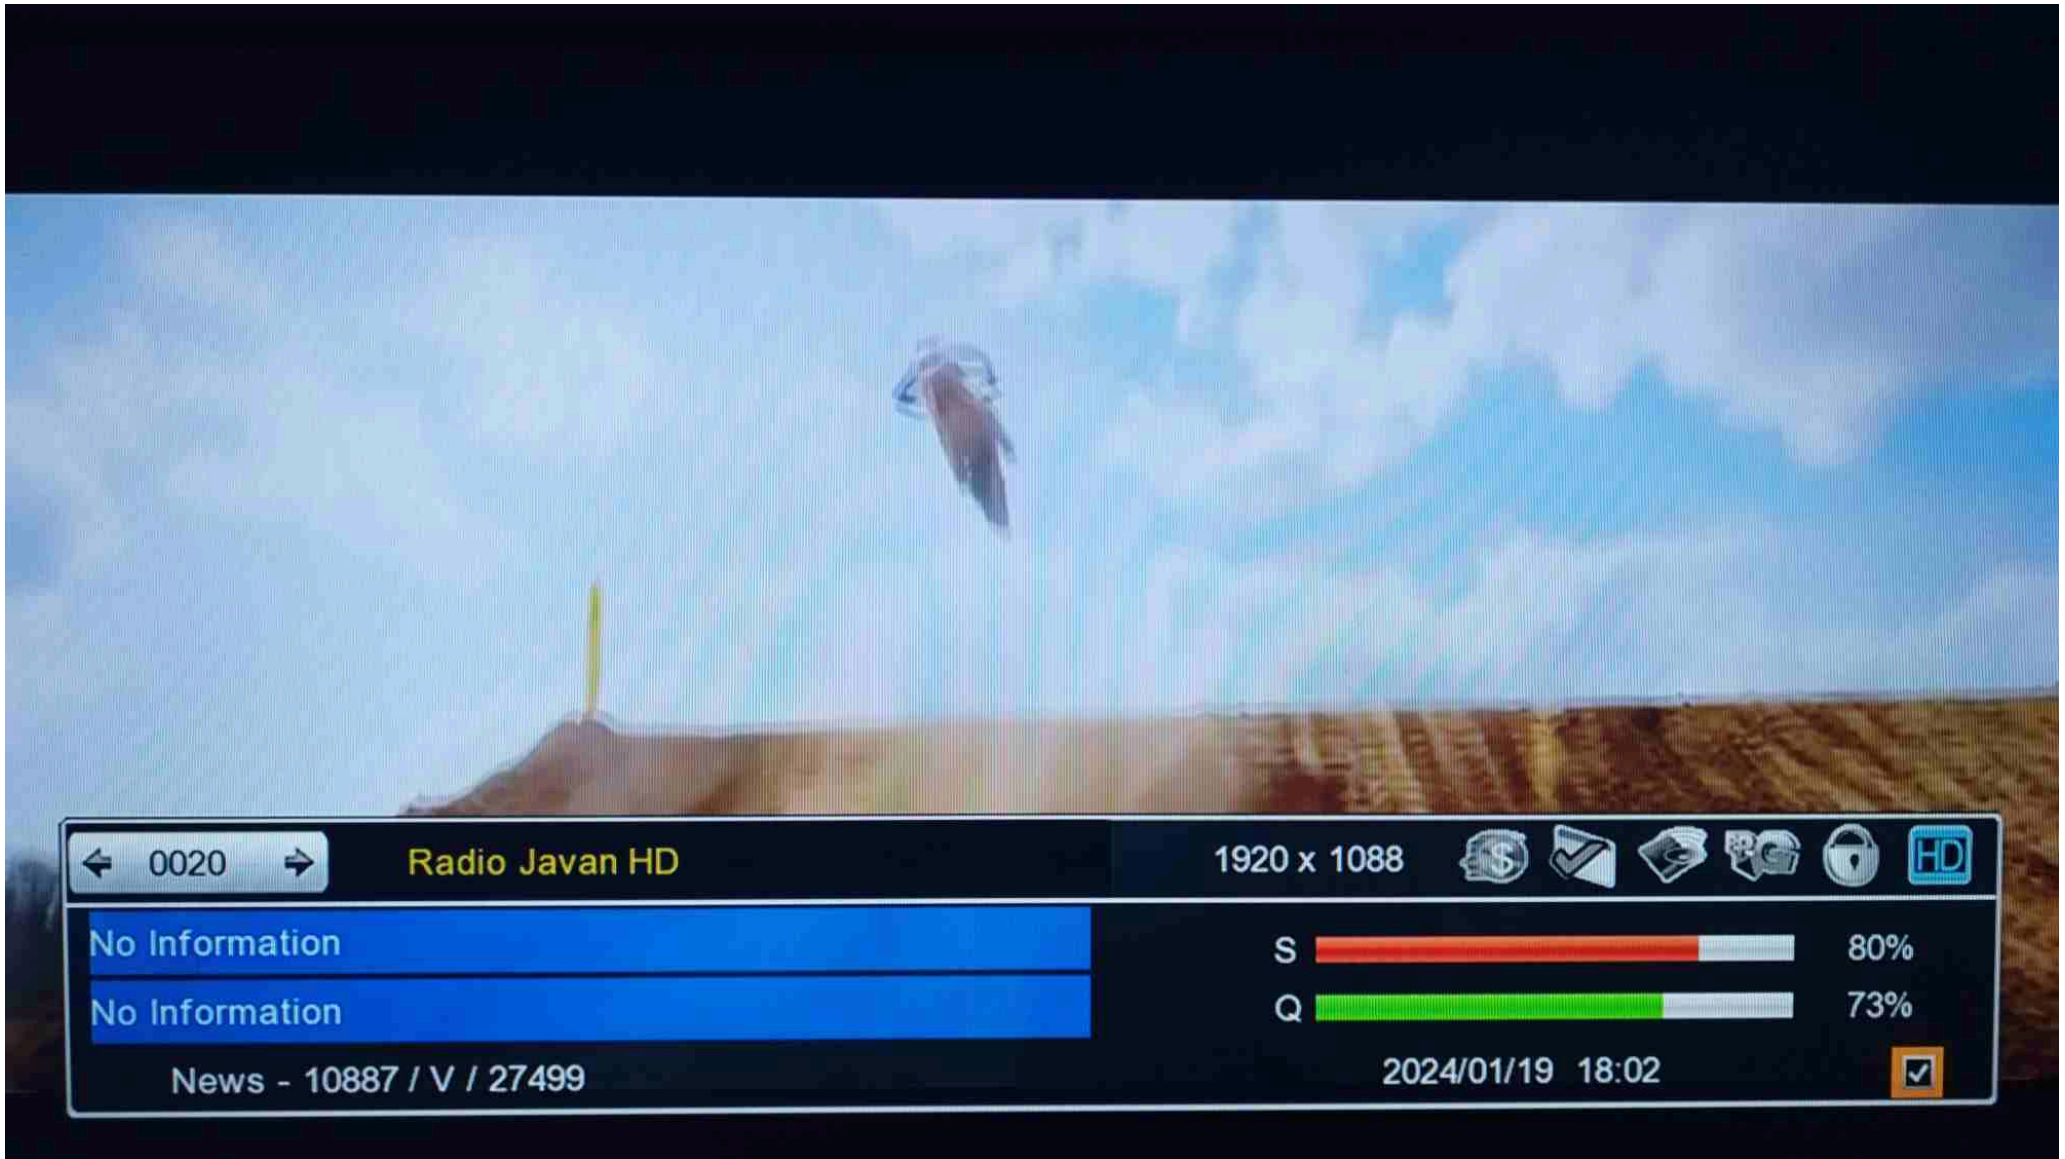 0020
Radio Javan HD
1920 x 1088
$
HD
No Information
S
80%
No Information
Q
73%
News - 10887 / V / 27499
2024/01/19 18:02